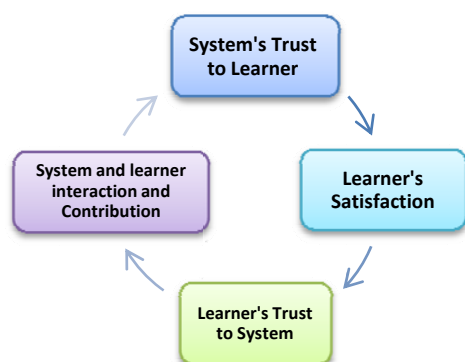 System's Trust
to Learner
Learner's
Satisfaction
Learner's Trust
to System
System and learner
interaction and
Contribution